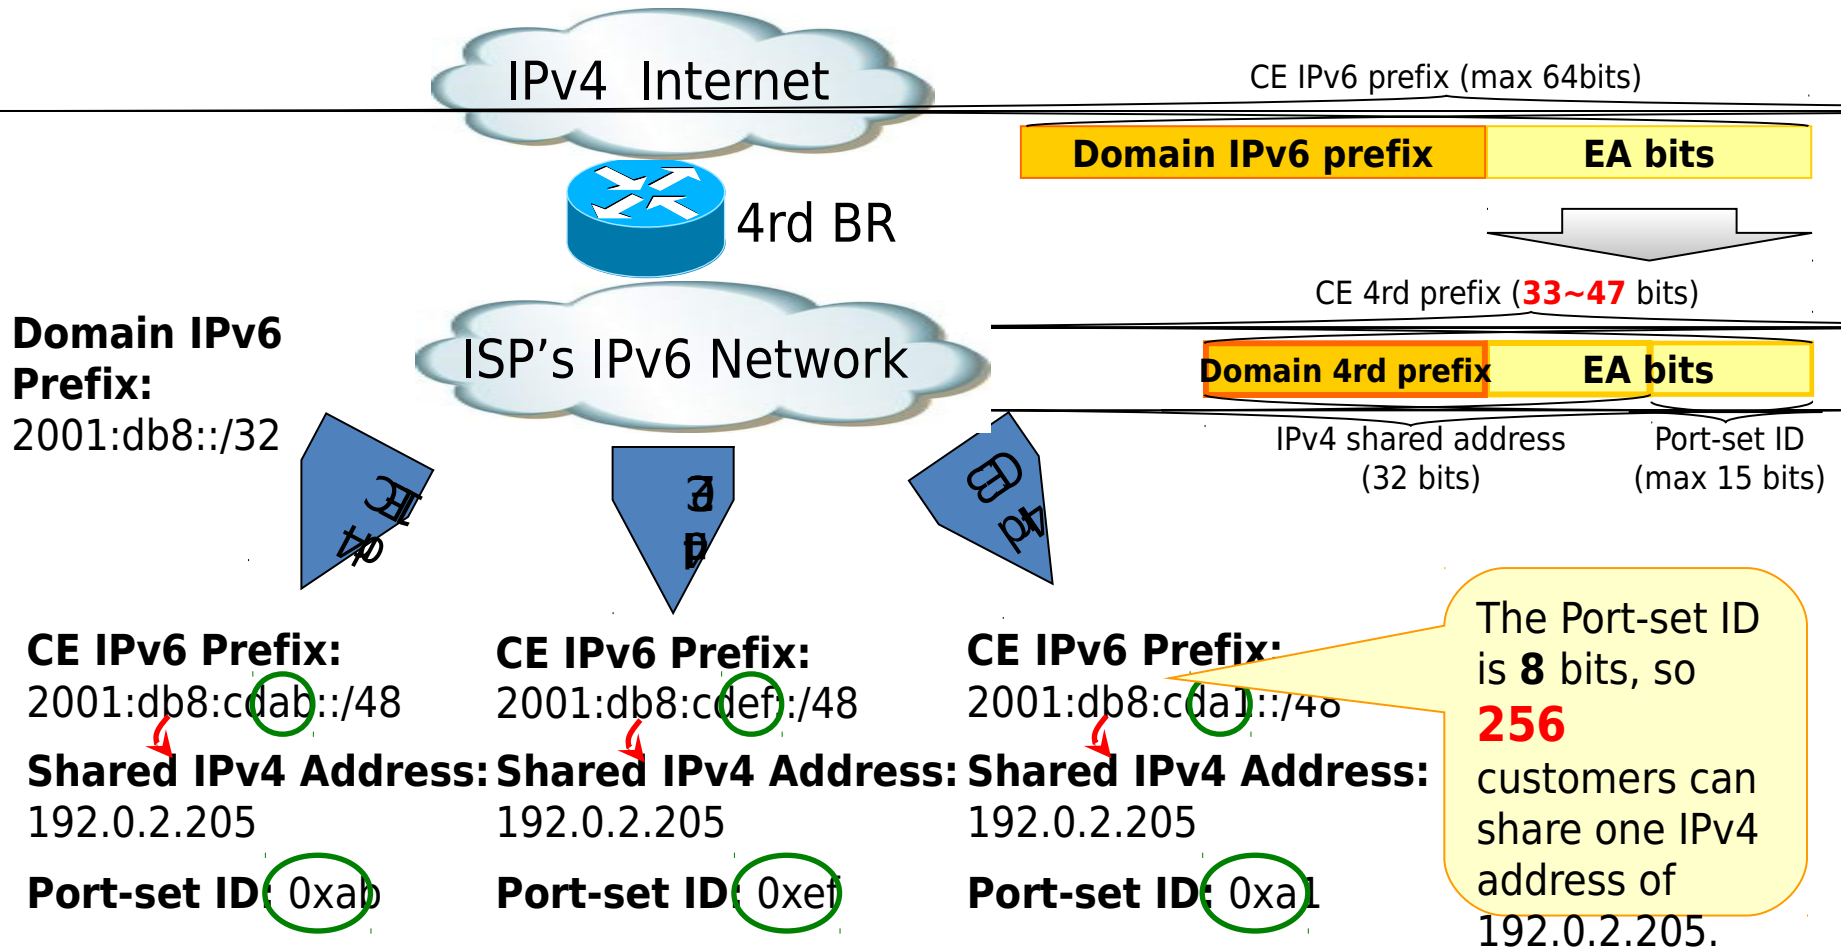 IPv4 Internet
CE IPv6 prefix (max 64bits)
Domain IPv6 prefix
EA bits
4rd BR
CE 4rd prefix (33~47 bits)
Domain IPv6
Prefix:
2001:db8::/32
ISP's IPv6 Network
Domain 4rd prefix
EA bits
IPv4 shared address
(32 bits)
Port-set ID
(max 15 bits)
CE IPv6 Prefix:
2001:db8:cdab::/48
Shared IPv4 Address:
192.0.2.205
Port-set ID: 0xab
CE IPv6 Prefix:
2001:db8:cdef::/48
Shared IPv4 Address:
192.0.2.205
Port-set ID: 0xef
CE IPv6 Prefix:
2001:db8:cda1::/48
Shared IPv4 Address:
192.0.2.205
Port-set ID: 0xa1
The Port-set ID
is 8 bits, so
256
customers can
share one IPv4
address of
192.0.2.205.